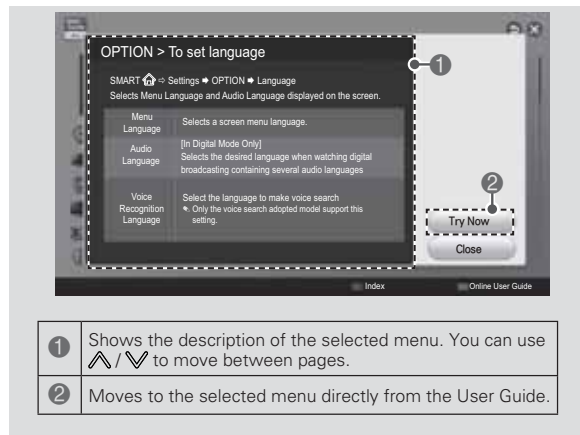 OPTION > To set language
SMART ⇨ Settings ➡ OPTION ➡ Language
Selects Menu Language and Audio Language displayed on the screen.
Menu
Language
Selects a screen menu language.
Audio
Language
[In Digital Mode Only]
Selects the desired language when watching digital
broadcasting containing several audio languages
Voice
Recognition
Language
Select the language to make voice search
Only the voice search adopted model support this
setting.
1
2
Try Now
Close
Index
Online User Guide
1
Shows the description of the selected menu. You can use
/ to move between pages.
2
Moves to the selected menu directly from the User Guide.